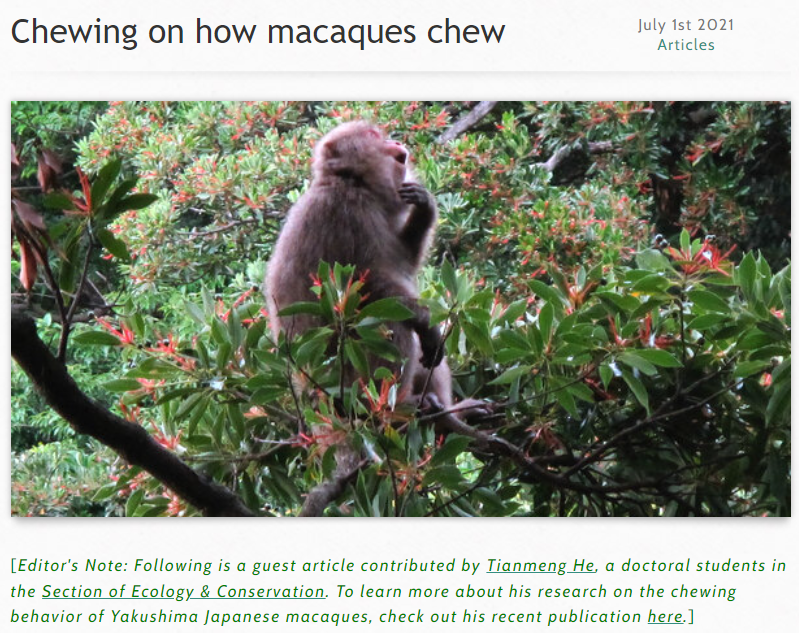 Chewing on how macaques chew
July 1st 2021
Articles
[Editor's Note: Following is a guest article contributed by Tianmeng He, a doctoral students in
the Section of Ecology & Conservation. To learn more about his research on the chewing
behavior of Yakushima Japanese macaques, check out his recent publication here.]